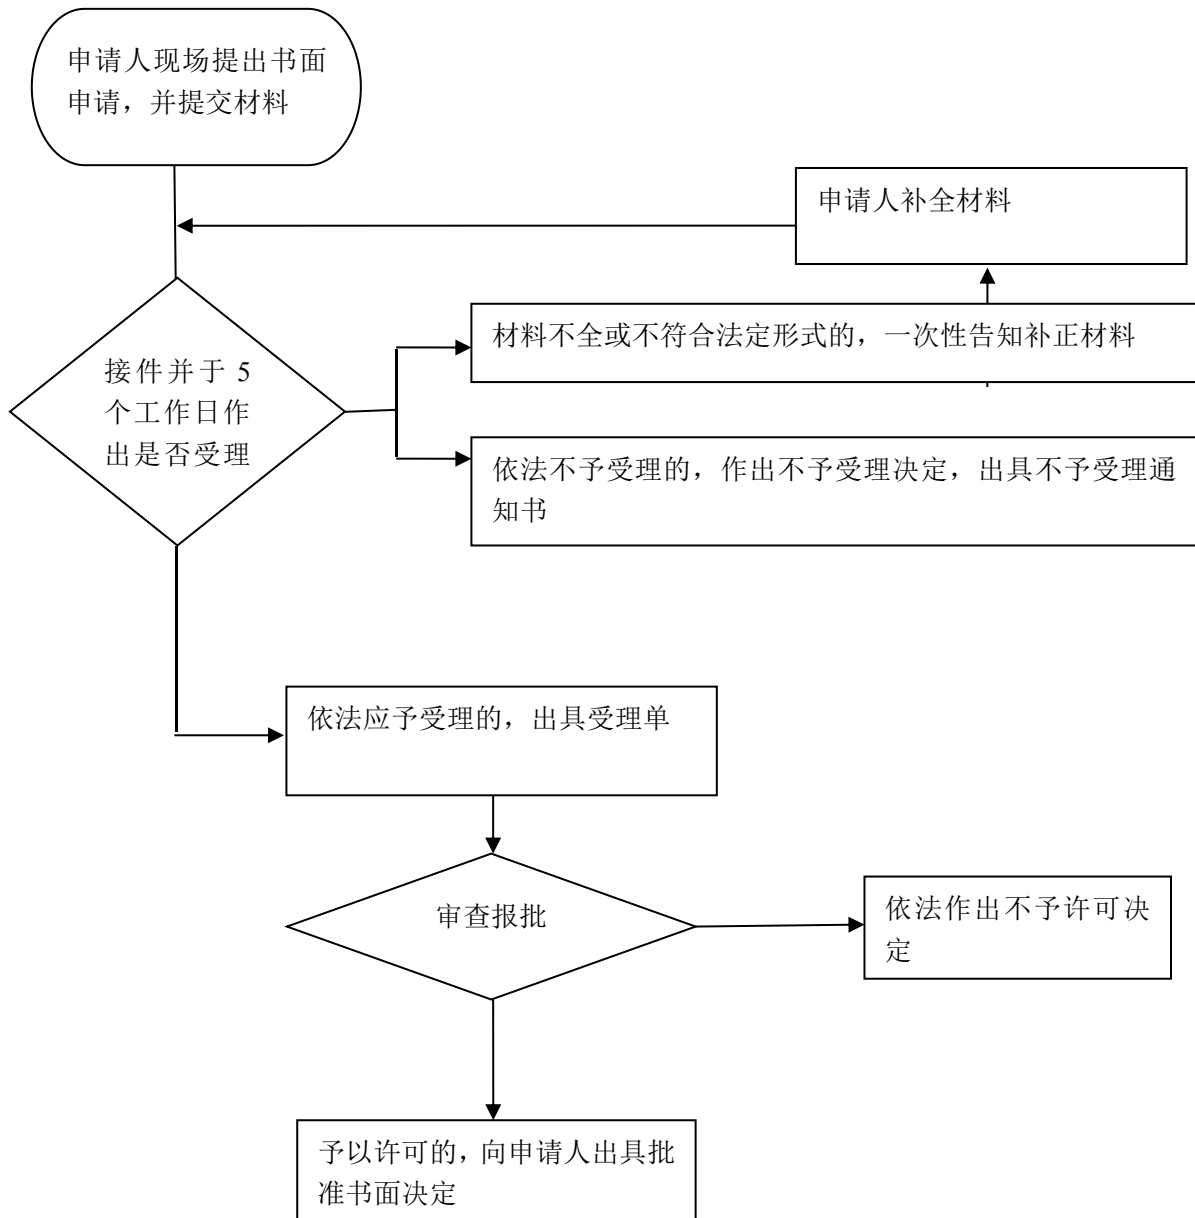 申请人现场提出书面
申请，并提交材料
申请人补全材料
材料不全或不符合法定形式的，一次性告知补正材料
接件并于 5
个工作日作
出是否受理
依法不予受理的，作出不予受理决定，出具不予受理通
知书
依法应予受理的，出具受理单
审查报批
依法作出不予许可决
定
予以许可的，向申请人出具批
准书面决定